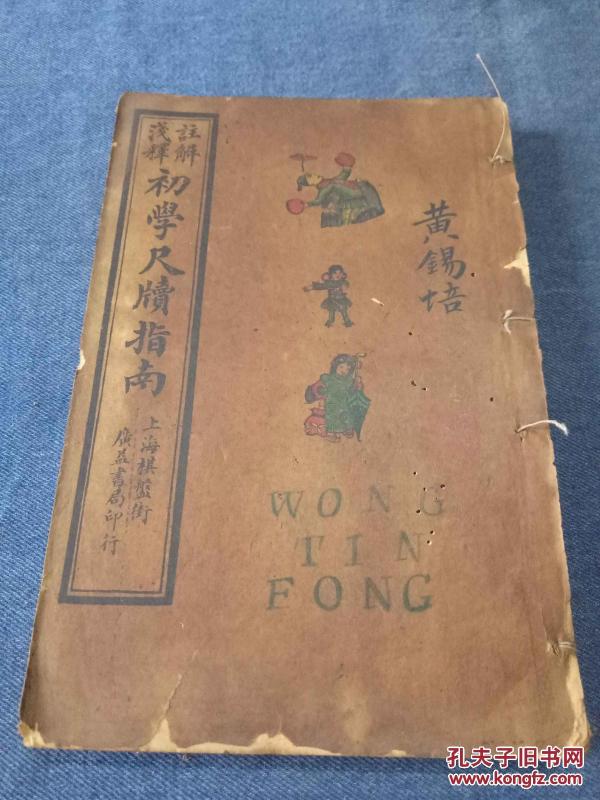 註解
淺釋
初學尺牘指南
上海棋盤街
廣益書局印行
黃錫培
WONG
TIN
FONG
孔夫子旧书网
www.kongfz.com